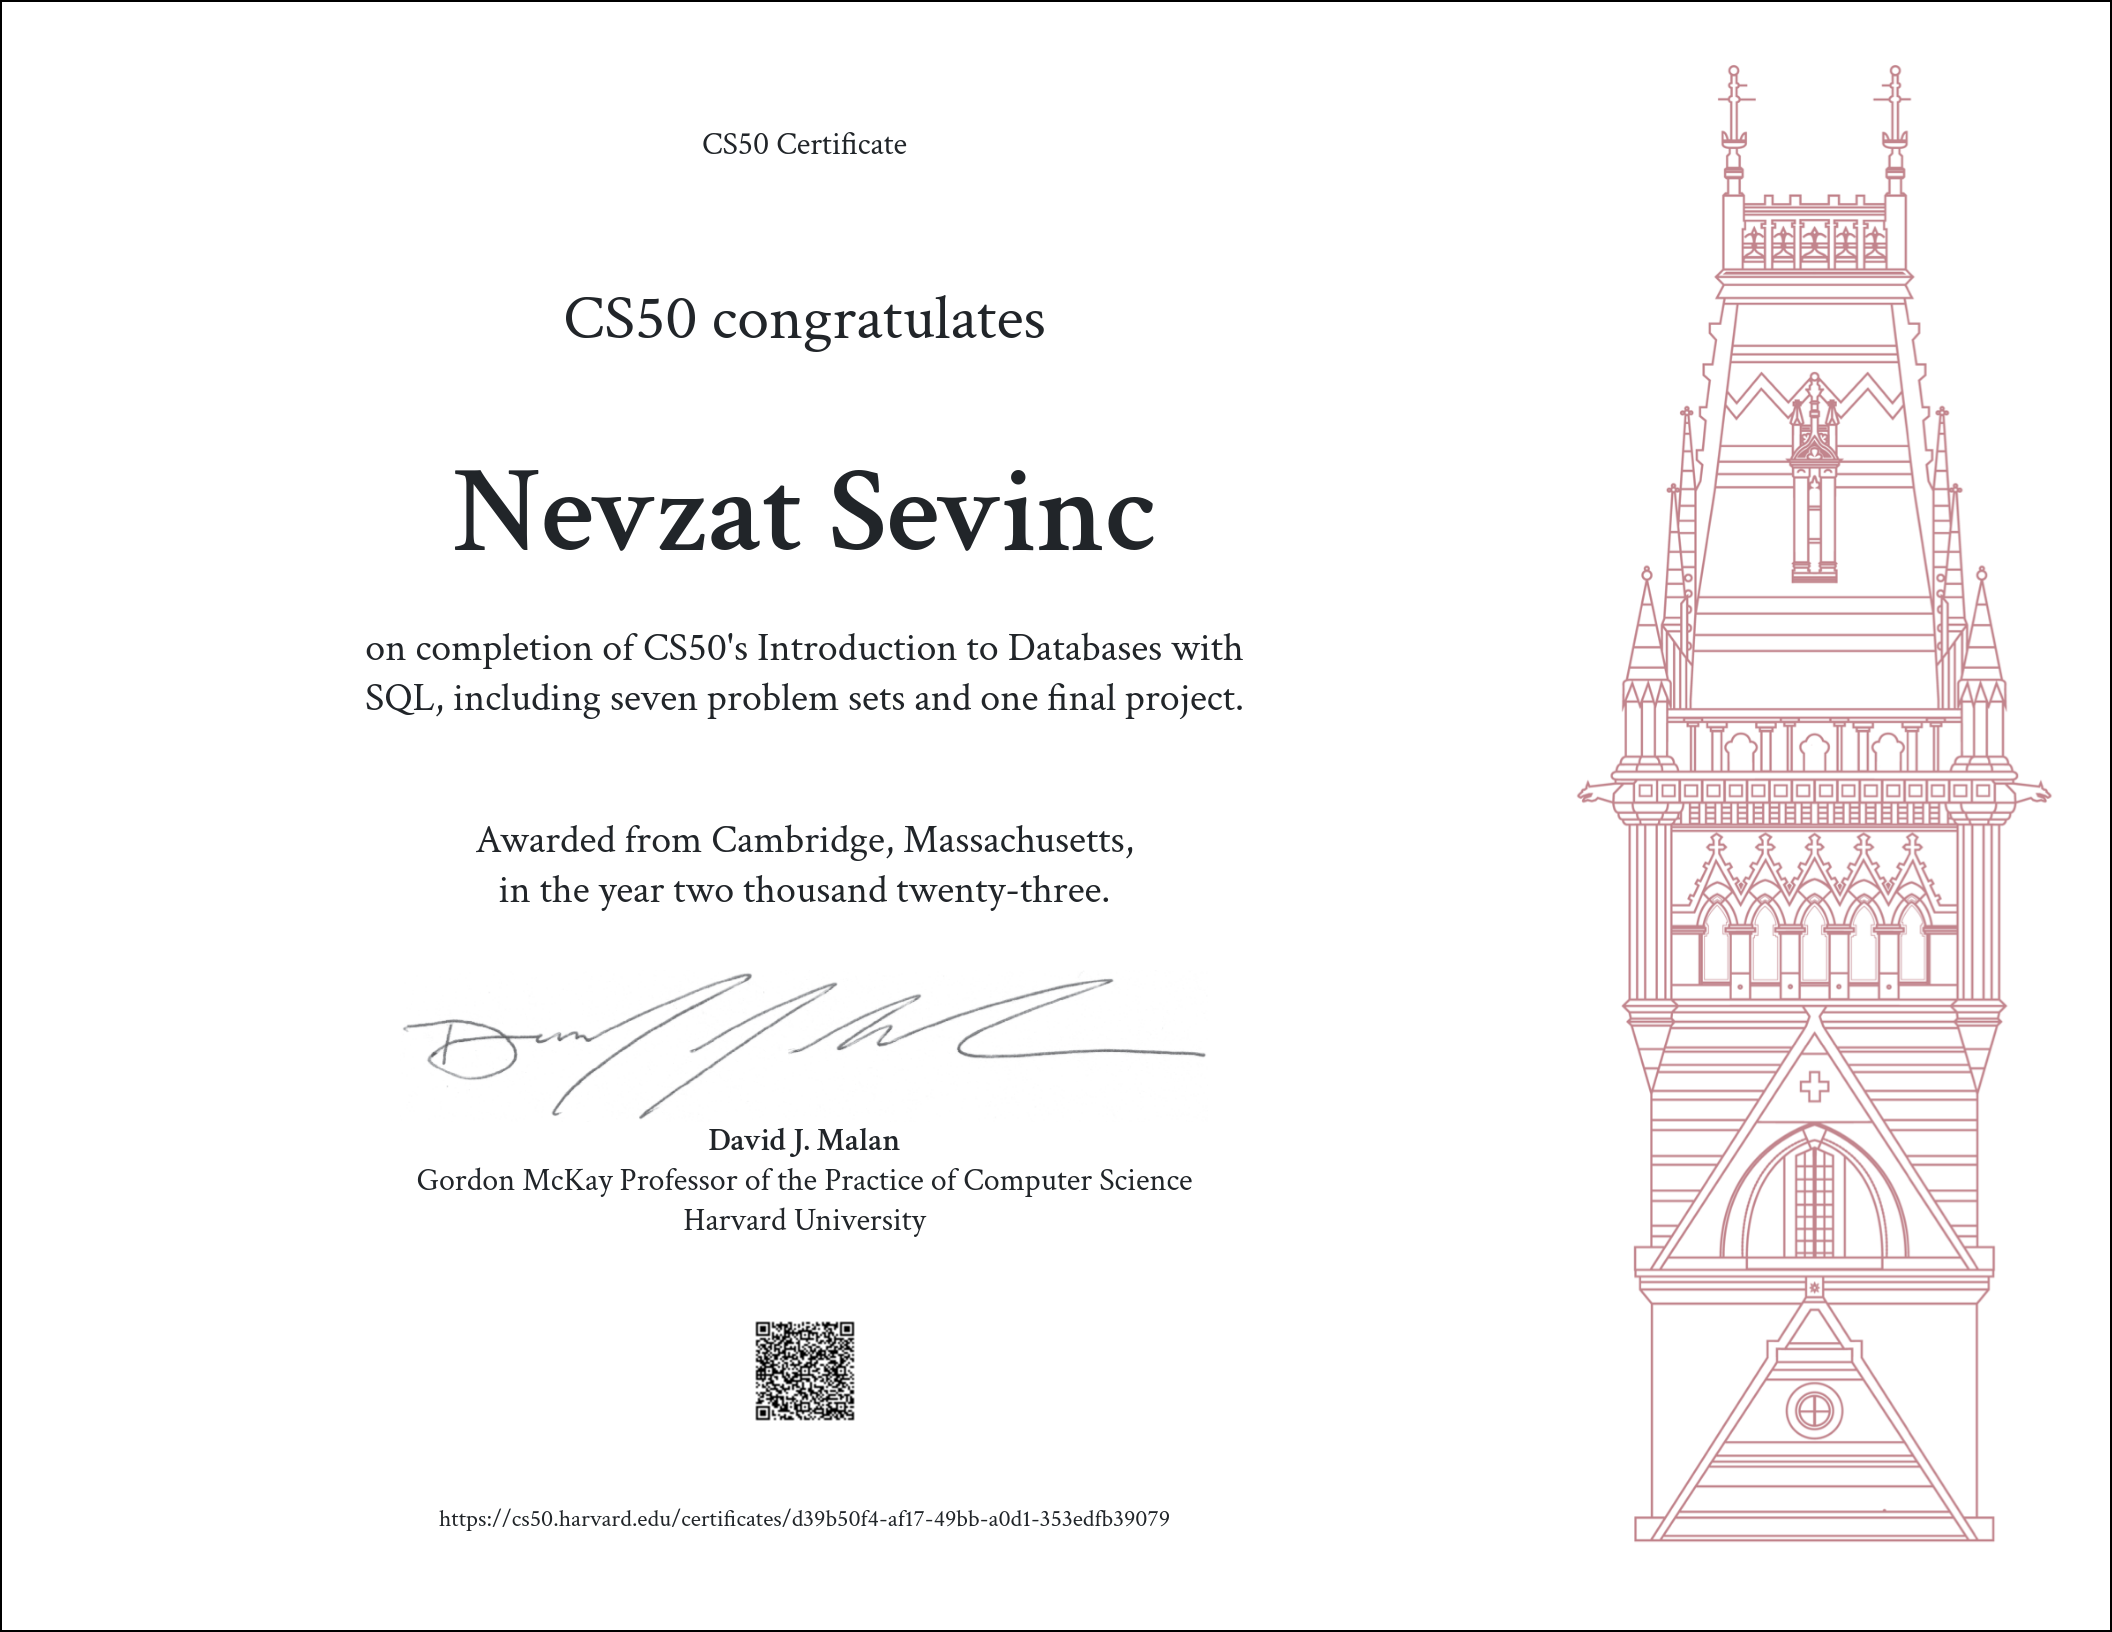 CS50 Certificate
CS50 congratulates
Nevzat Sevinc
on completion of CS50's Introduction to Databases with
SQL, including seven problem sets and one final project.
Awarded from Cambridge, Massachusetts,
in the year two thousand twenty-three.
David J. Malan
Gordon McKay Professor of the Practice of Computer Science
Harvard University
https://cs50.harvard.edu/certificates/d39b50f4-af17-49bb-a0d1-353edfb39079